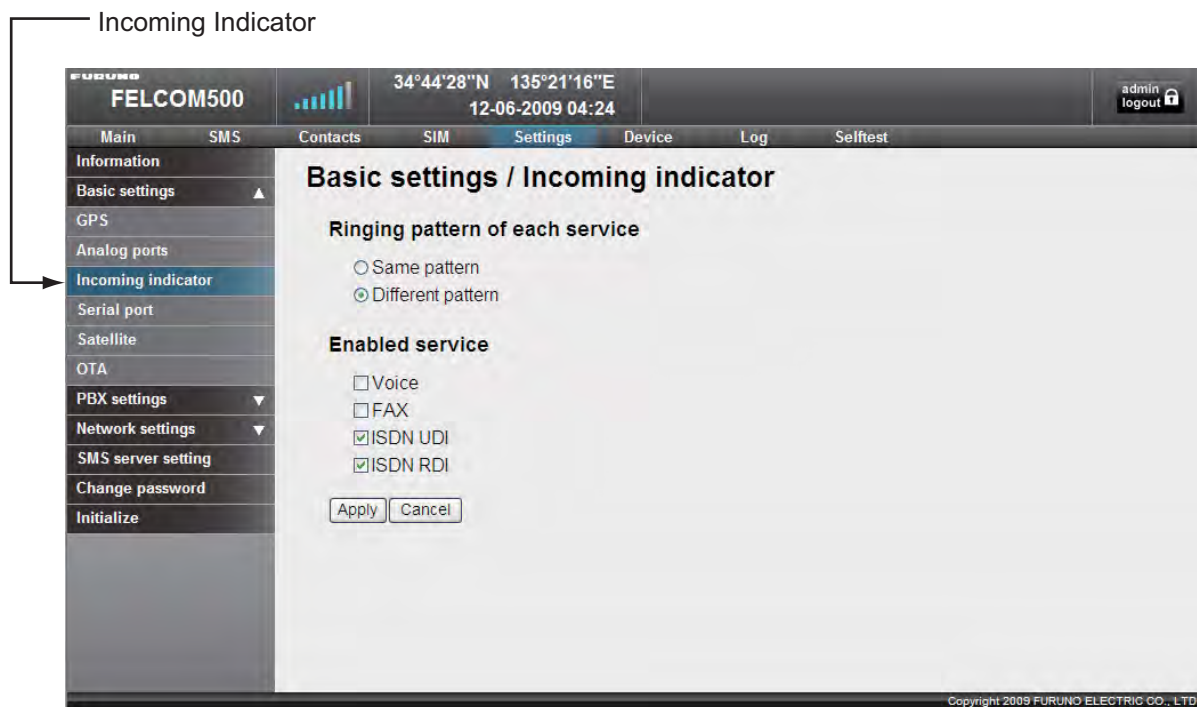 Incoming Indicator
FURUNO
FELCOM500
34°44'28"N 135°21'16"E
12-06-2009 04:24
admin
logout
Main SMS Contacts SIM Settings Device Log Selftest
Information
Basic settings ▲
GPS
Analog ports
Incoming indicator
Serial port
Satellite
OTA
PBX settings ▼
Network settings ▼
SMS server setting
Change password
Initialize
Basic settings / Incoming indicator
Ringing pattern of each service
Same pattern
Different pattern
Enabled service
Voice
FAX
ISDN UDI
ISDN RDI
Apply Cancel
Copyright 2009 FURUNO ELECTRIC CO., LTD